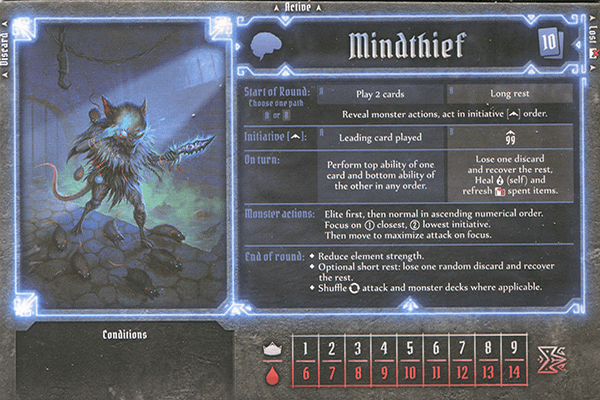 Active
Discard
Lost
Mindthief
10
Start of Round:
Choose one path
A or B
A Play 2 cards
B Long rest
Reveal monster actions, act in initiative [ ] order.
Initiative [ ]:
A Leading card played
B 99
On turn:
Perform top ability of one
card and bottom ability of
the other in any order.
Lose one discard
and recover the rest,
Heal 2 (self) and
refresh spent items.
Monster actions:
Elite first, then normal in ascending numerical order.
Focus on ① closest, ② lowest initiative.
Then move to maximize attack on focus.
End of round:
◆ Reduce element strength.
◆ Optional short rest: lose one random discard and recover
the rest.
◆ Shuffle attack and monster decks where applicable.
Conditions
1 2 3 4 5 6 7 8 9
6 7 8 9 10 11 12 13 14